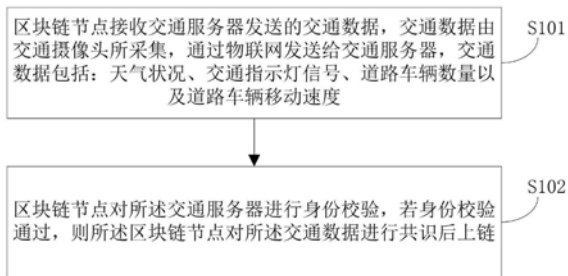 区块链节点接收交通服务器发送的交通数据，交通数据由
交通摄像头所采集，通过物联网发送给交通服务器，交通
数据包括：天气状况、交通指示灯信号、道路车辆数量以
及道路车辆移动速度
S101
区块链节点对所述交通服务器进行身份校验，若身份校验
通过，则所述区块链节点对所述交通数据进行共识后上链
S102